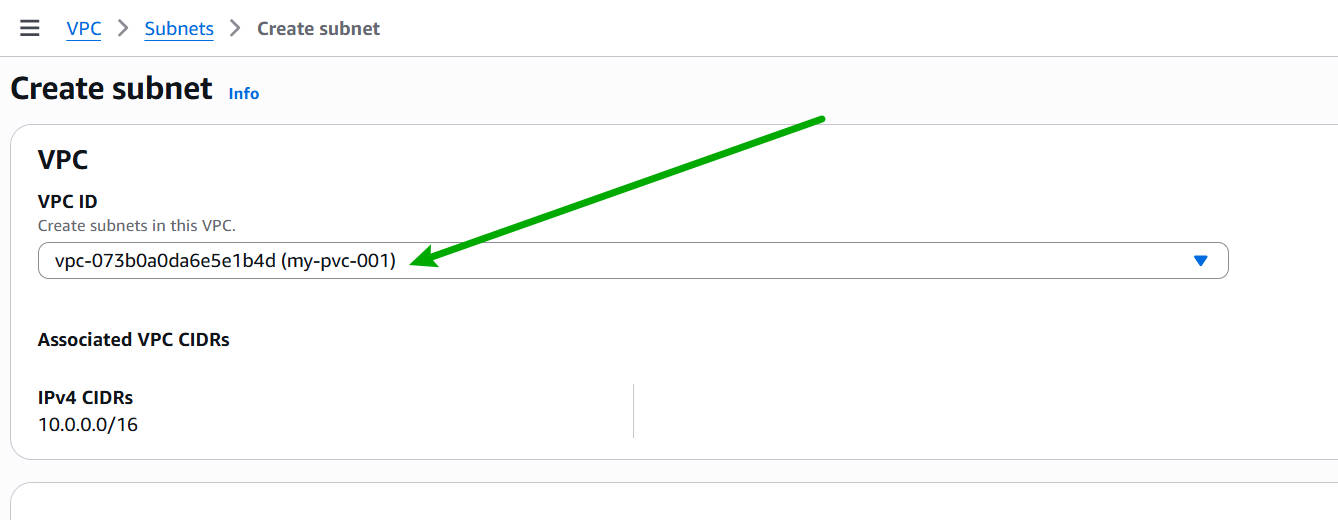 VPC > Subnets > Create subnet
Create subnet Info
VPC
VPC ID
Create subnets in this VPC.
vpc-073b0a0da6e5e1b4d (my-pvc-001)
Associated VPC CIDRs
IPv4 CIDRs
10.0.0.0/16